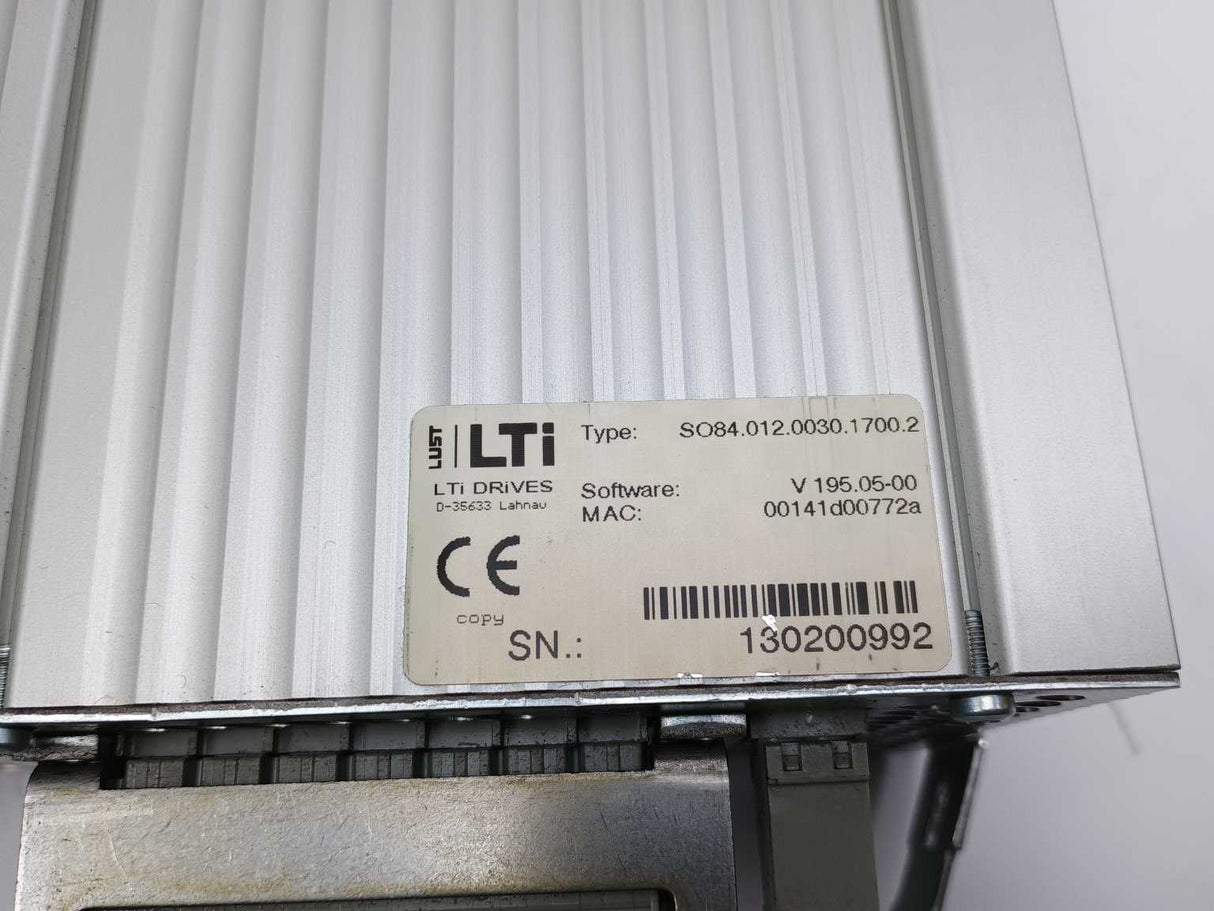 LUST LTi
LTi DRiVES
D-35633 Lahnau
Type: SO84.012.0030.1700.2
Software: V 195.05-00
MAC: 00141d00772a
CE
copy
SN.: 130200992